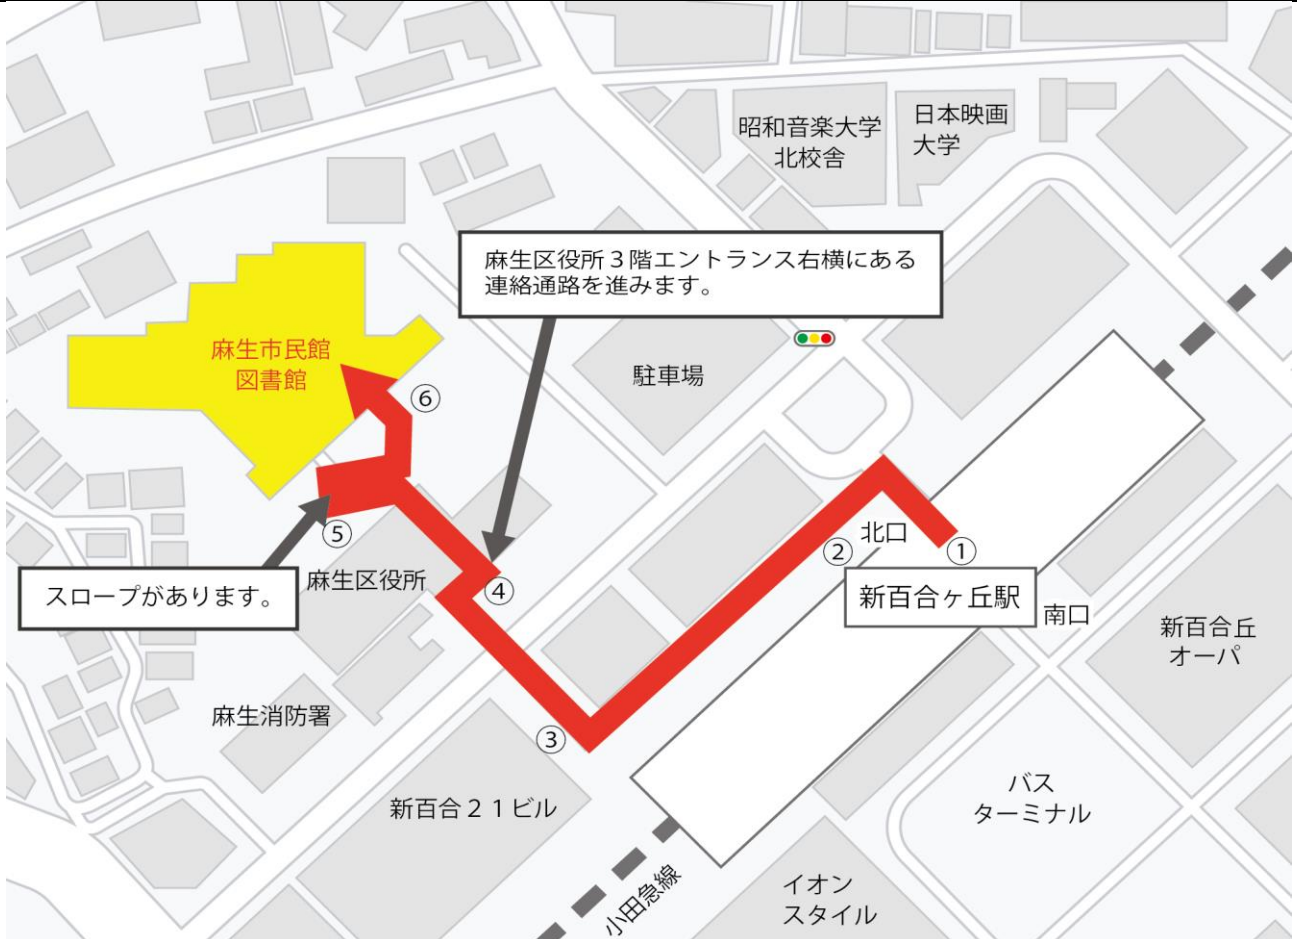 昭和音楽大学
北校舎
日本映画
大学
麻生区役所３階エントランス右横にある
連絡通路を進みます。
麻生市民館
図書館
駐車場
⑥
⑤
スロープがあります。
麻生区役所
④
②
北口
①
新百合ヶ丘駅
南口
新百合丘
オーパ
麻生消防署
③
新百合２１ビル
バス
ターミナル
小田急線
イオン
スタイル